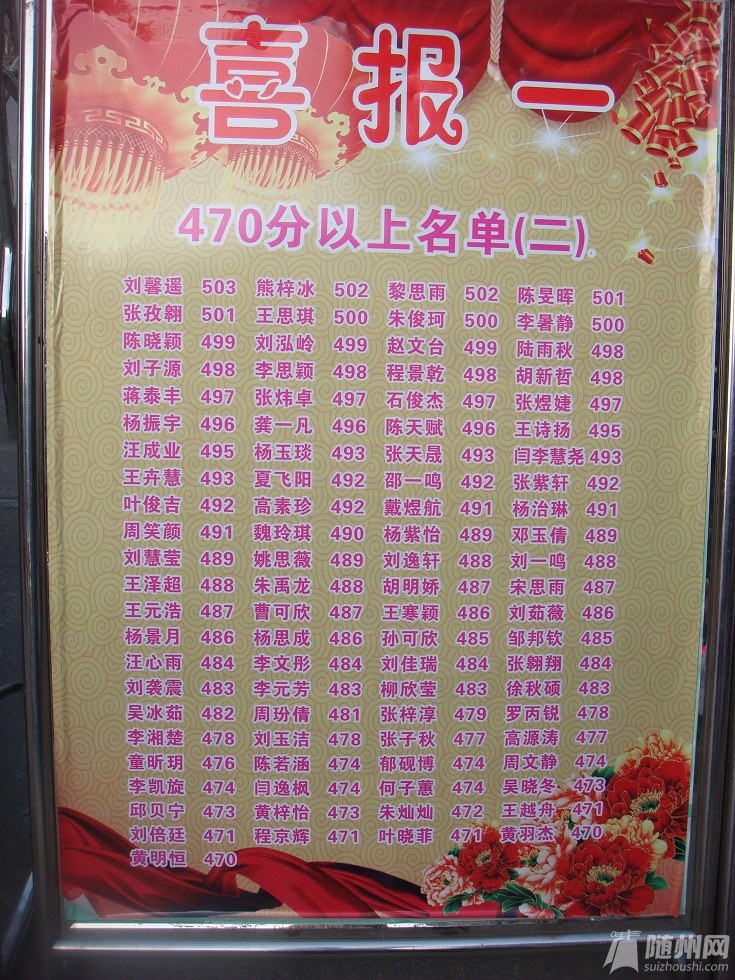 喜报一
470分以上名单(二)。
刘馨遥 503 熊梓冰 502 黎思雨 502 陈旻晖 501
张孜翱 501 王思琪 500 朱俊珂 500 李暑静 500
陈晓颖 499 刘泓岭 499 赵文台 499 陆雨秋 498
刘子源 498 李思颖 498 程景乾 498 胡新哲 498
蒋泰丰 497 张炜卓 497 石俊杰 497 张煜婕 497
杨振宇 496 龚一凡 496 陈天赋 496 王诗扬 495
汪成业 495 杨玉琰 493 张天晟 493 闫李慧尧 493
王卉慧 493 夏飞阳 492 邵一鸣 492 张紫轩 492
叶俊吉 492 高素珍 492 戴煜航 491 杨治琳 491
周笑颜 491 魏玲琪 490 杨紫怡 489 邓玉倩 489
刘慧莹 489 姚思薇 489 刘逸轩 488 刘一鸣 488
王泽超 488 朱禹龙 488 胡明娇 487 宋思雨 487
王元浩 487 曹可欣 487 王寒颖 486 刘茹薇 486
杨景月 486 杨思成 486 孙可欣 485 邹邦钦 485
汪心雨 484 李文彤 484 刘佳瑞 484 张翱翔 484
刘袭震 483 李元芳 483 柳欣莹 483 徐秋硕 483
吴冰茹 482 周玢倩 481 张梓淳 479 罗丙锐 478
李湘楚 478 刘玉洁 478 张子秋 477 高源涛 477
童昕玥 476 陈若涵 474 郁砚博 474 周文静 474
李凯旋 474 闫逸枫 474 何子蕙 474 吴晓冬 473
邱贝宁 473 黄梓怡 473 朱灿灿 472 王越舟 471
刘倍廷 471 程京辉 471 叶晓菲 471 黄羽杰 470
黄明恒 470
随州网
suizhoushi.com